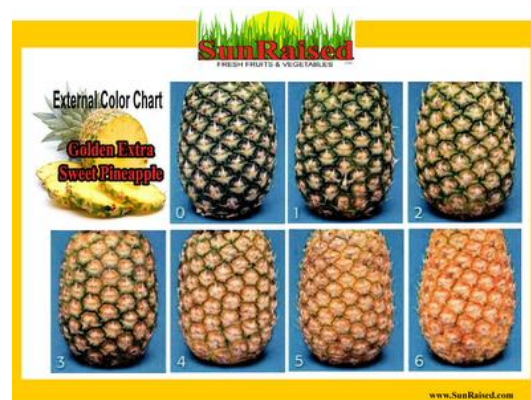 SunRaised
FRESH FRUITS & VEGETABLES
External Color Chart
Golden Extra
Sweet Pineapple
0
1
2
3
4
5
6
www.SunRaised.com